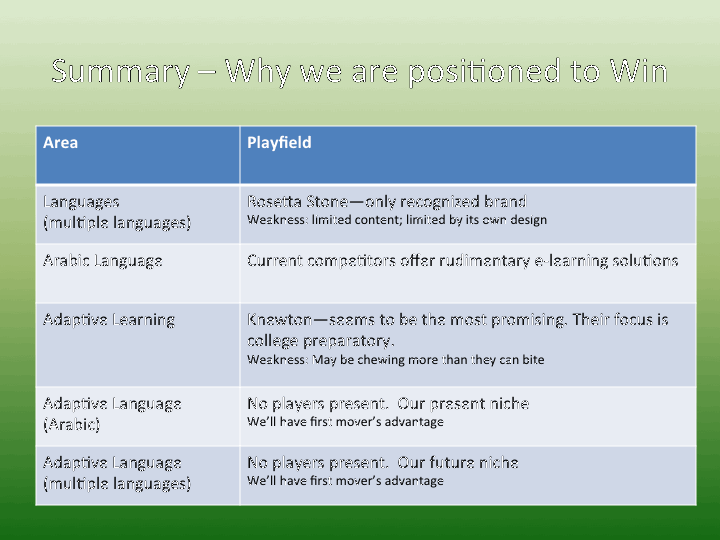 Summary – Why we are positioned to Win
Area
Playfield
Languages
(multiple languages)
Rosetta Stone—only recognized brand
Weakness: limited content; limited by its own design
Arabic Language
Current competitors offer rudimentary e-learning solutions
Adaptive Learning
Knewton—seems to be the most promising. Their focus is
college preparatory.
Weakness: May be chewing more than they can bite
Adaptive Language
(Arabic)
No players present.  Our present niche
We'll have first mover's advantage
Adaptive Language
(multiple languages)
No players present.  Our future niche
We'll have first mover's advantage